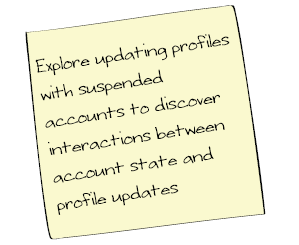 Explore updating profiles
with suspended
accounts to discover
interactions between
account state and
profile updates